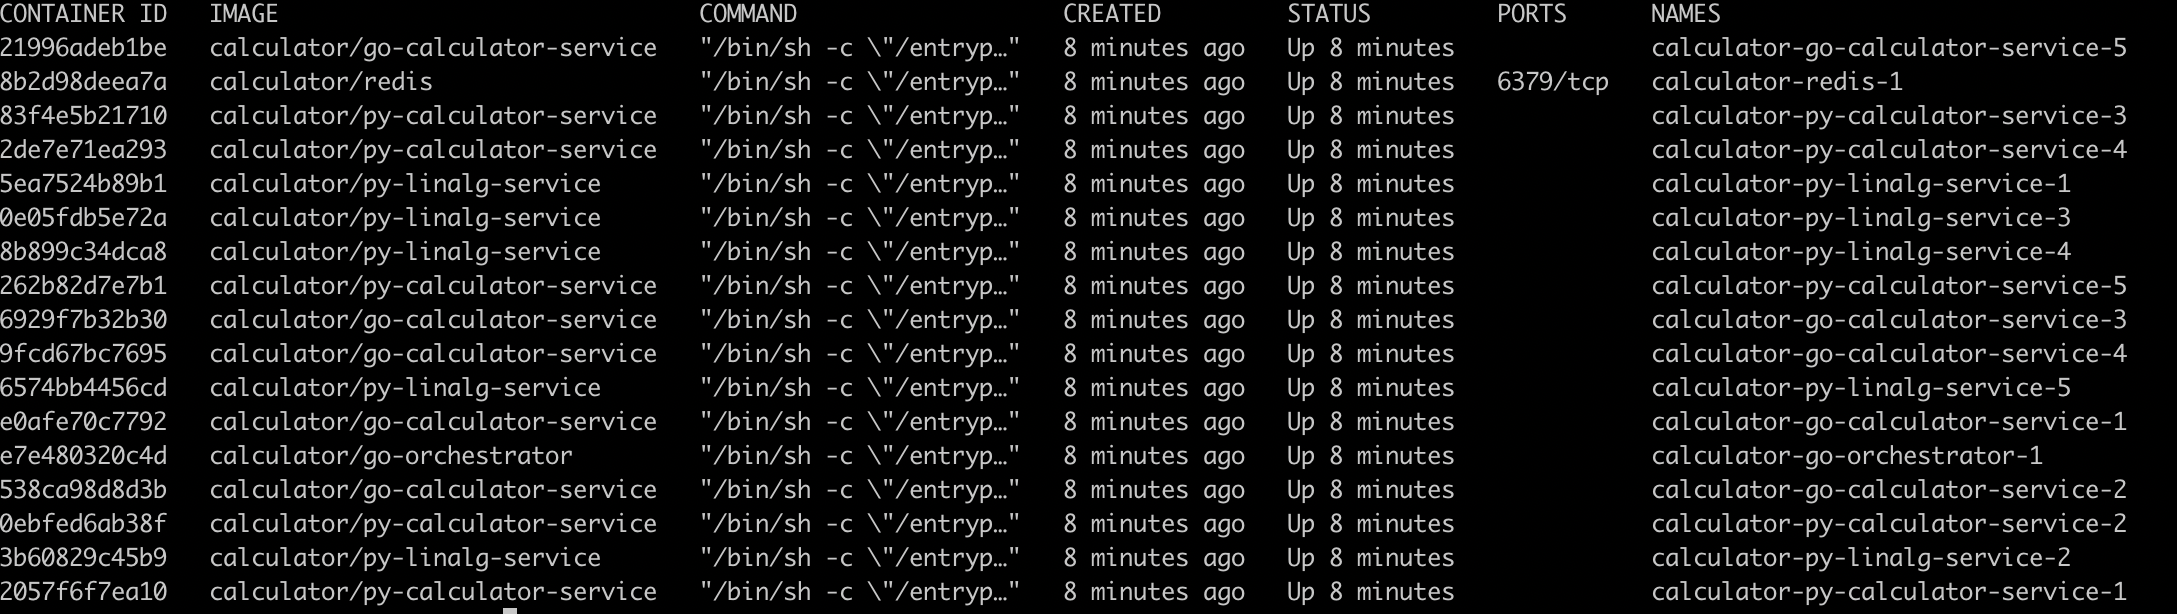 CONTAINER ID   IMAGE                              COMMAND                   CREATED         STATUS         PORTS      NAMES
21996adeb1be   calculator/go-calculator-service   "/bin/sh -c \"/entryp…"   8 minutes ago   Up 8 minutes              calculator-go-calculator-service-5
8b2d98deea7a   calculator/redis                   "/bin/sh -c \"/entryp…"   8 minutes ago   Up 8 minutes   6379/tcp   calculator-redis-1
83f4e5b21710   calculator/py-calculator-service   "/bin/sh -c \"/entryp…"   8 minutes ago   Up 8 minutes              calculator-py-calculator-service-3
2de7e71ea293   calculator/py-calculator-service   "/bin/sh -c \"/entryp…"   8 minutes ago   Up 8 minutes              calculator-py-calculator-service-4
5ea7524b89b1   calculator/py-linalg-service       "/bin/sh -c \"/entryp…"   8 minutes ago   Up 8 minutes              calculator-py-linalg-service-1
0e05fdb5e72a   calculator/py-linalg-service       "/bin/sh -c \"/entryp…"   8 minutes ago   Up 8 minutes              calculator-py-linalg-service-3
8b899c34dca8   calculator/py-linalg-service       "/bin/sh -c \"/entryp…"   8 minutes ago   Up 8 minutes              calculator-py-linalg-service-4
262b82d7e7b1   calculator/py-calculator-service   "/bin/sh -c \"/entryp…"   8 minutes ago   Up 8 minutes              calculator-py-calculator-service-5
6929f7b32b30   calculator/go-calculator-service   "/bin/sh -c \"/entryp…"   8 minutes ago   Up 8 minutes              calculator-go-calculator-service-3
9fcd67bc7695   calculator/go-calculator-service   "/bin/sh -c \"/entryp…"   8 minutes ago   Up 8 minutes              calculator-go-calculator-service-4
6574bb4456cd   calculator/py-linalg-service       "/bin/sh -c \"/entryp…"   8 minutes ago   Up 8 minutes              calculator-py-linalg-service-5
e0afe70c7792   calculator/go-calculator-service   "/bin/sh -c \"/entryp…"   8 minutes ago   Up 8 minutes              calculator-go-calculator-service-1
e7e480320c4d   calculator/go-orchestrator         "/bin/sh -c \"/entryp…"   8 minutes ago   Up 8 minutes              calculator-go-orchestrator-1
538ca98d8d3b   calculator/go-calculator-service   "/bin/sh -c \"/entryp…"   8 minutes ago   Up 8 minutes              calculator-go-calculator-service-2
0ebfed6ab38f   calculator/py-calculator-service   "/bin/sh -c \"/entryp…"   8 minutes ago   Up 8 minutes              calculator-py-calculator-service-2
3b60829c45b9   calculator/py-linalg-service       "/bin/sh -c \"/entryp…"   8 minutes ago   Up 8 minutes              calculator-py-linalg-service-2
2057f6f7ea10   calculator/py-calculator-service   "/bin/sh -c \"/entryp…"   8 minutes ago   Up 8 minutes              calculator-py-calculator-service-1